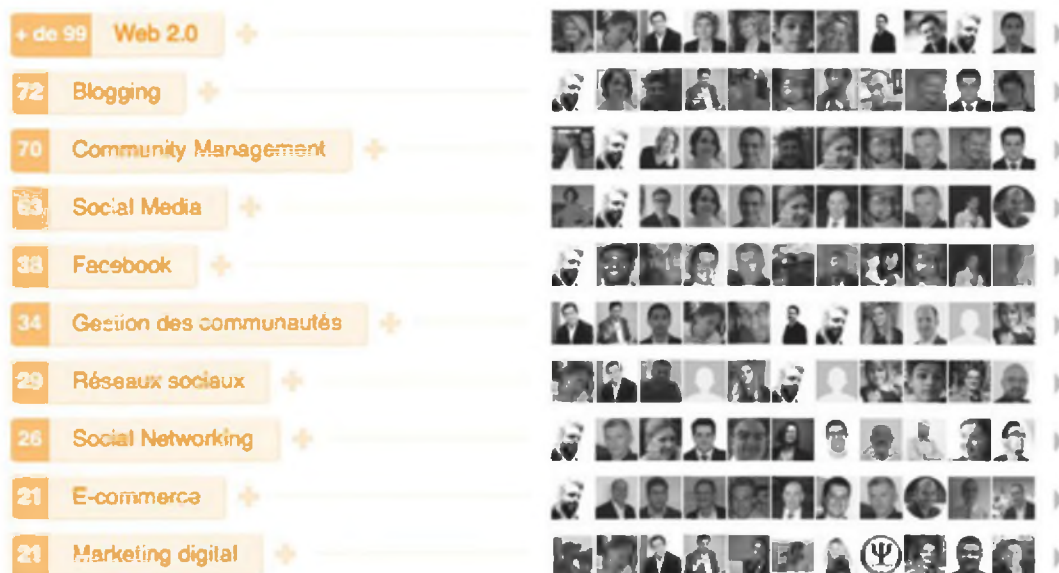 + de 99 Web 2.0
72 Blogging
70 Community Management
63 Social Media
38 Facebook
34 Gestion des communautés
29 Réseaux sociaux
26 Social Networking
21 E-commerce
21 Marketing digital